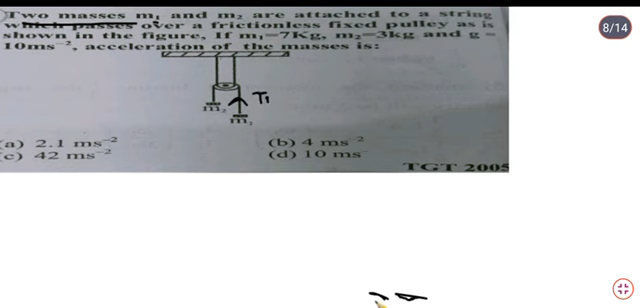 Two masses m₁ and m₂ are attached to a string
which passes over a frictionless fixed pulley as is
shown in the figure, If m₁=7Kg, m₂=3kg and g =
10ms⁻², acceleration of the masses is:
T₁
m₂
m₁
(a) 2.1 ms⁻² (b) 4 ms⁻²
(c) 42 ms⁻² (d) 10 ms⁻
TGT 2005
8/14